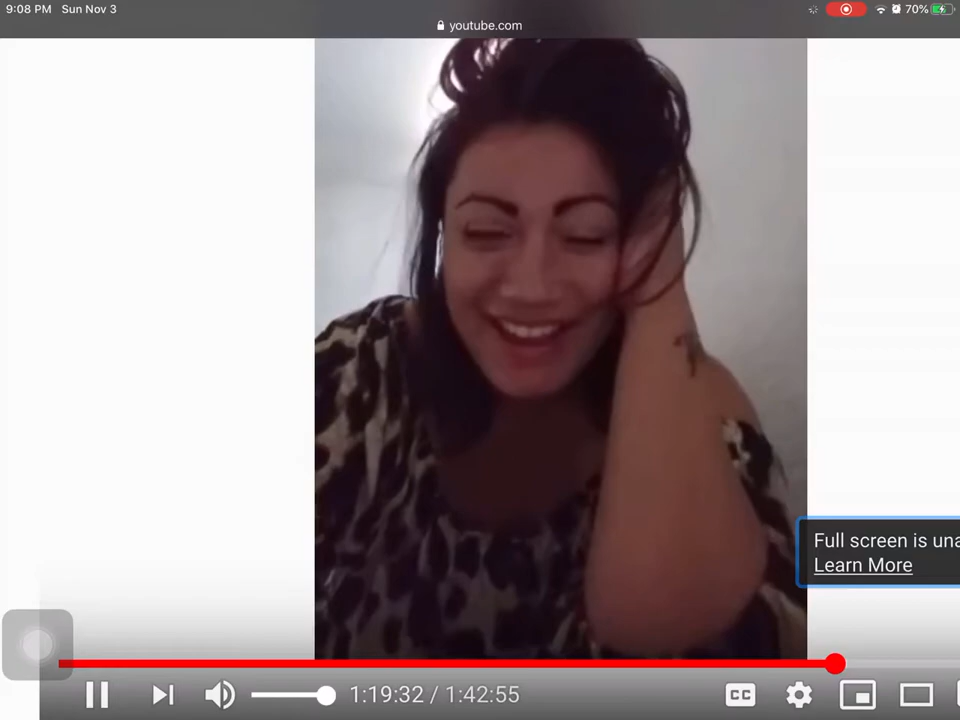 9:08 PM Sun Nov 3
70%
youtube.com
Full screen is
Learn More
1:19:32 / 1:42:55
CC